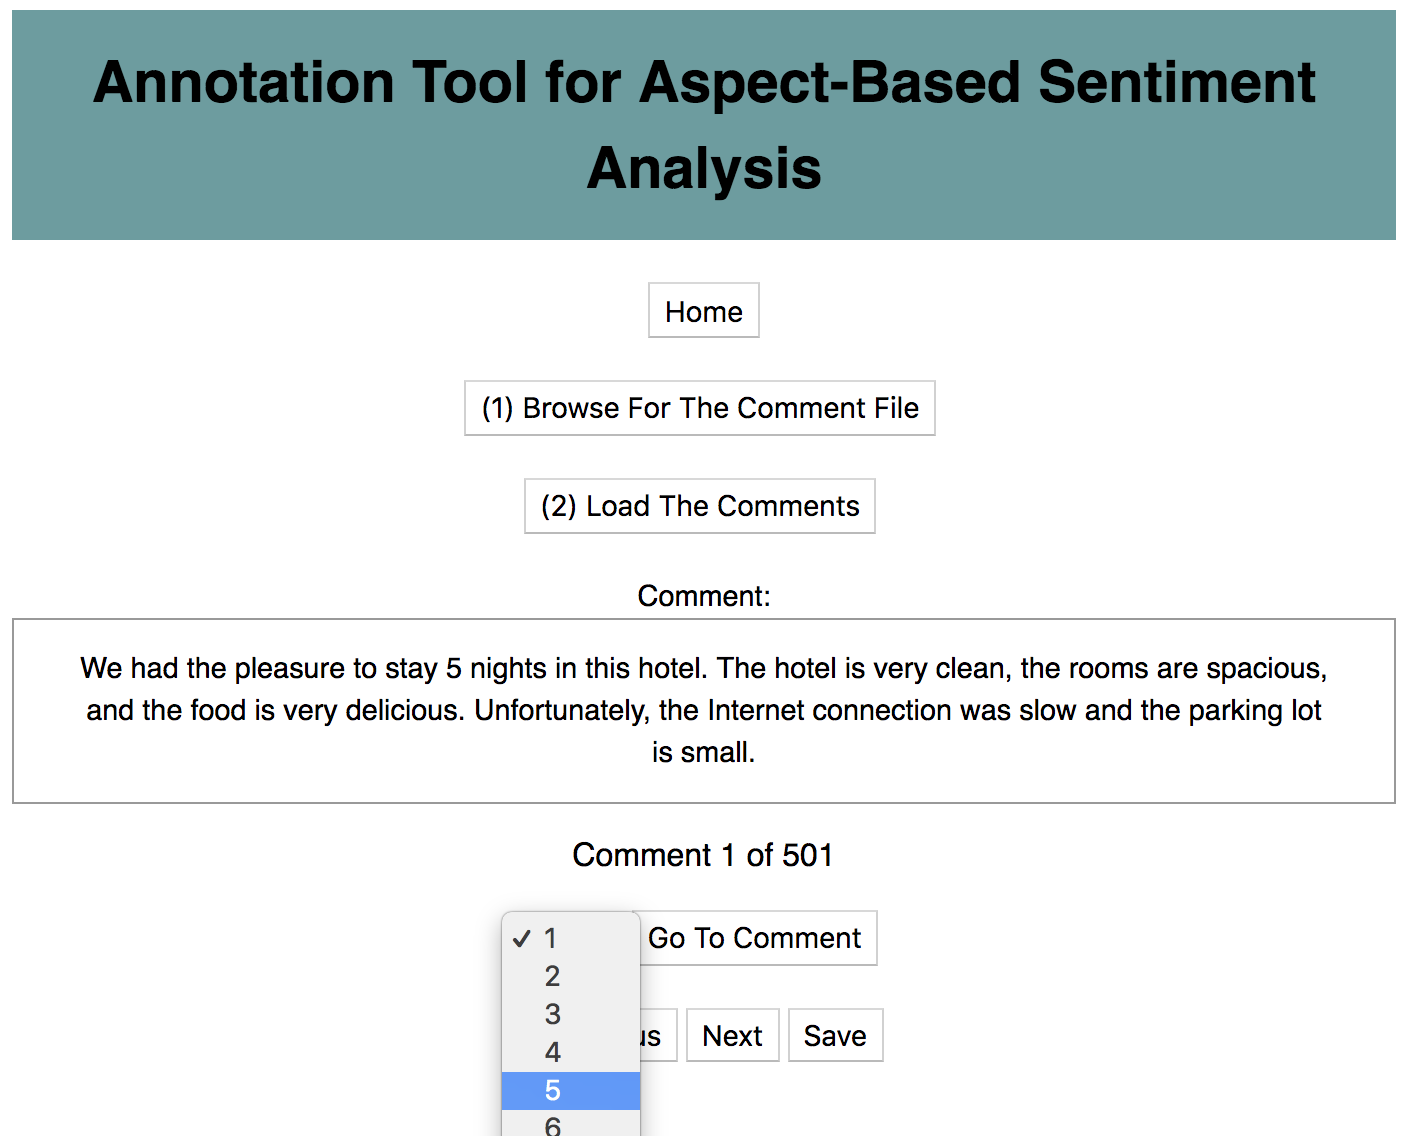 Annotation Tool for Aspect-Based Sentiment
Analysis
Home
(1) Browse For The Comment File
(2) Load The Comments
Comment:
We had the pleasure to stay 5 nights in this hotel. The hotel is very clean, the rooms are spacious,
and the food is very delicious. Unfortunately, the Internet connection was slow and the parking lot
is small.
Comment 1 of 501
✓ 1 Go To Comment
2
3
us Next Save
4
5
6